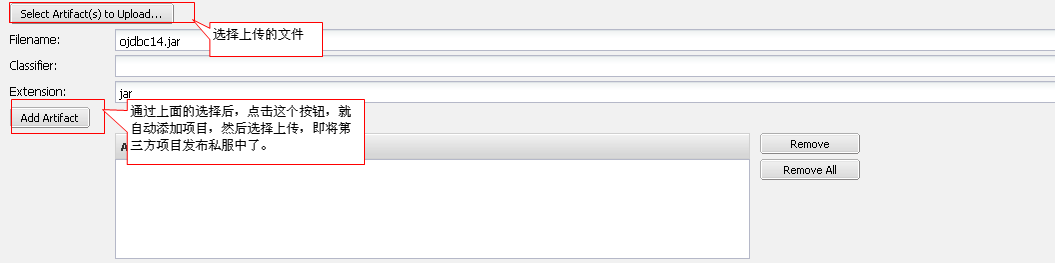 Select Artifact(s) to Upload...
选择上传的文件
Filename:
ojdbc14.jar
Classifier:
Extension:
jar
Add Artifact
通过上面的选择后，点击这个按钮，就
自动添加项目，然后选择上传，即将第
三方项目发布私服中了。
Remove
Remove All